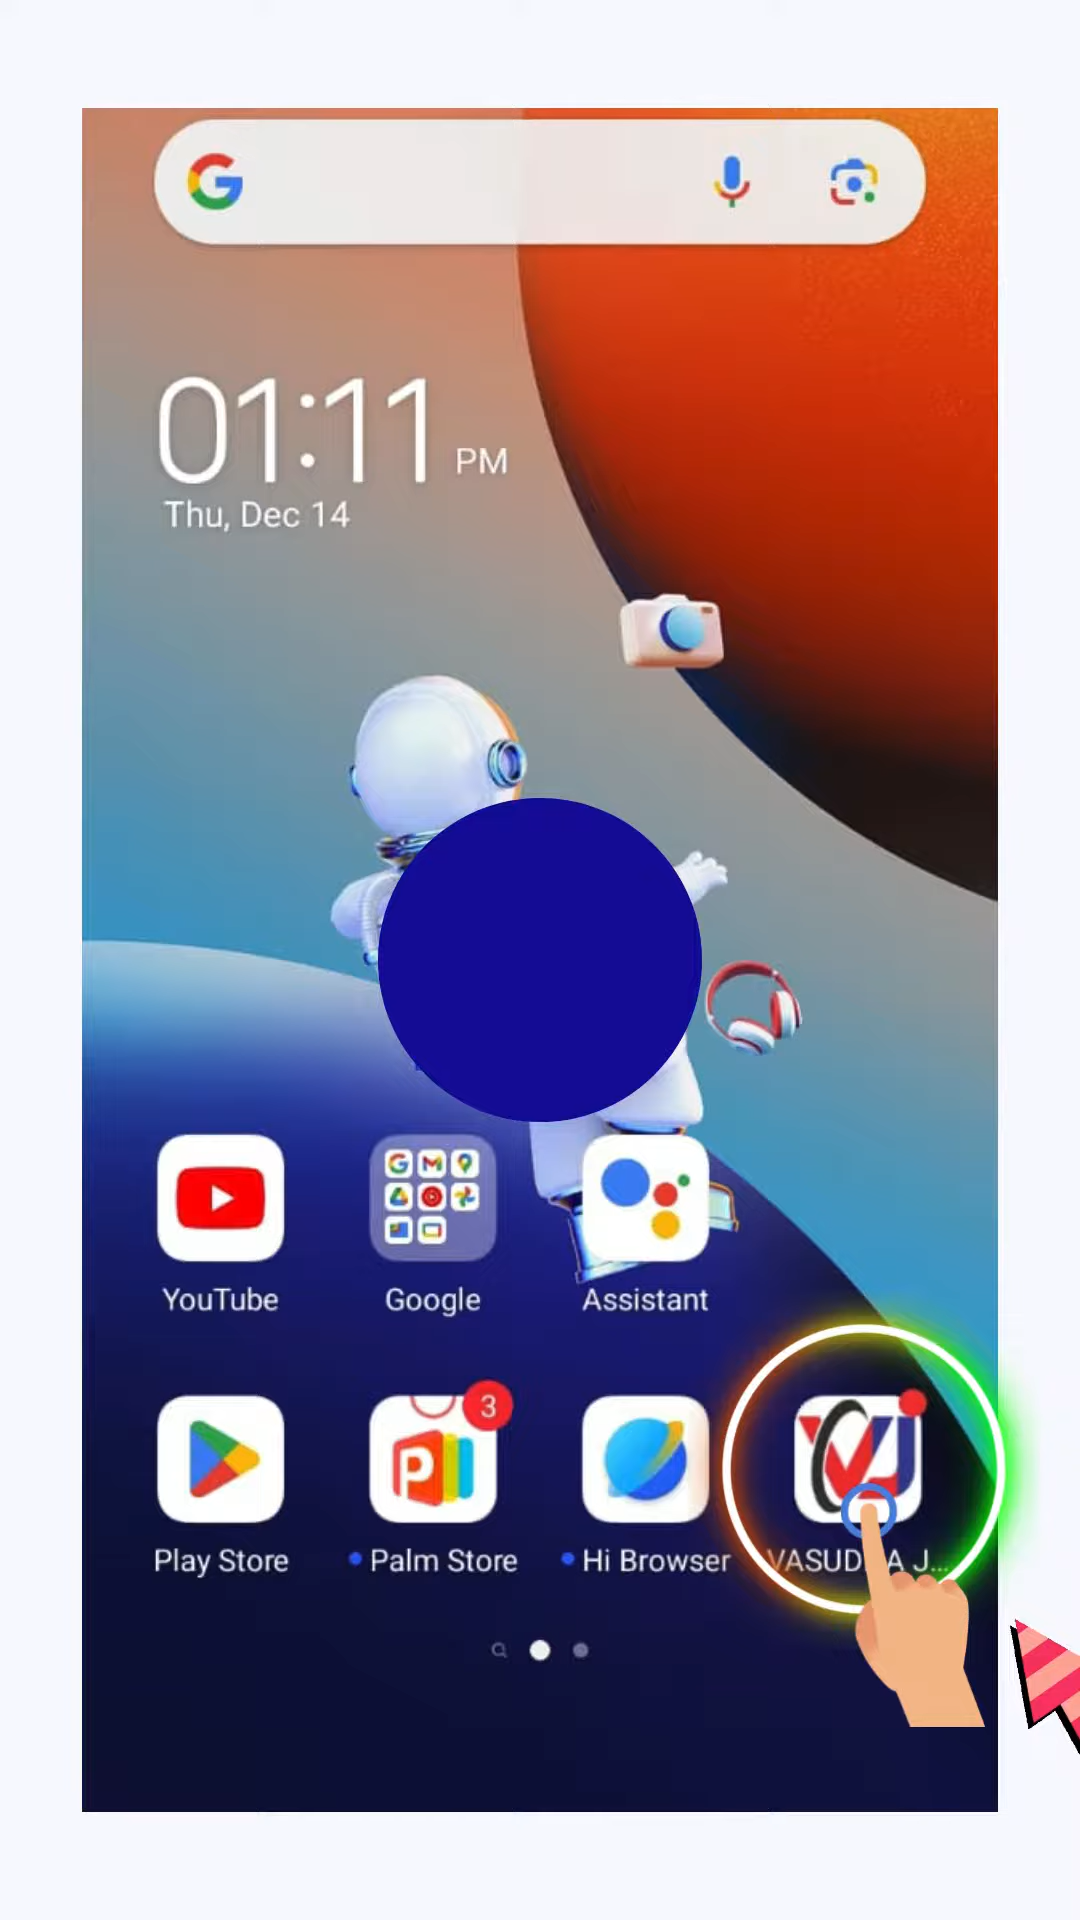 01:11 PM
Thu, Dec 14
YouTube
Google
Assistant
3
Play Store
Palm Store
Hi Browser
J...